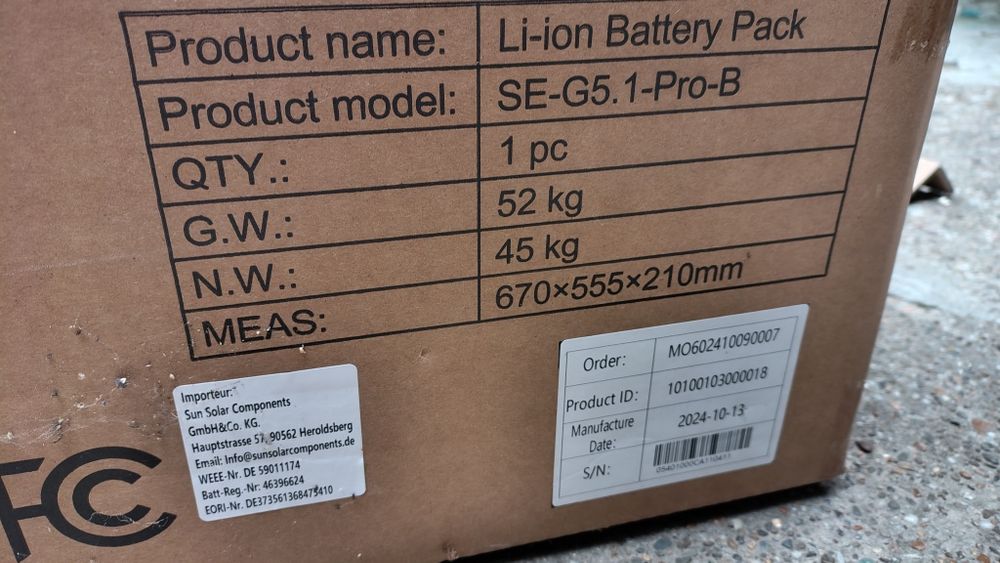 Product name: Li-ion Battery Pack
Product model: SE-G5.1-Pro-B
QTY.: 1 pc
G.W.: 52 kg
N.W.: 45 kg
MEAS: 670×555×210mm
Importeur:
Sun Solar Components
GmbH&Co. KG.
Hauptstrasse 57, 90562 Heroldsberg
Email: Info@sunsolarcomponents.de
WEEE-Nr. DE 59011174
Batt-Reg.-Nr: 46396624
EORI-Nr. DE373561368473410
Order: MO602410090007
Product ID: 10100103000018
Manufacture Date: 2024-10-13
S/N: 05401000CA110411
FC